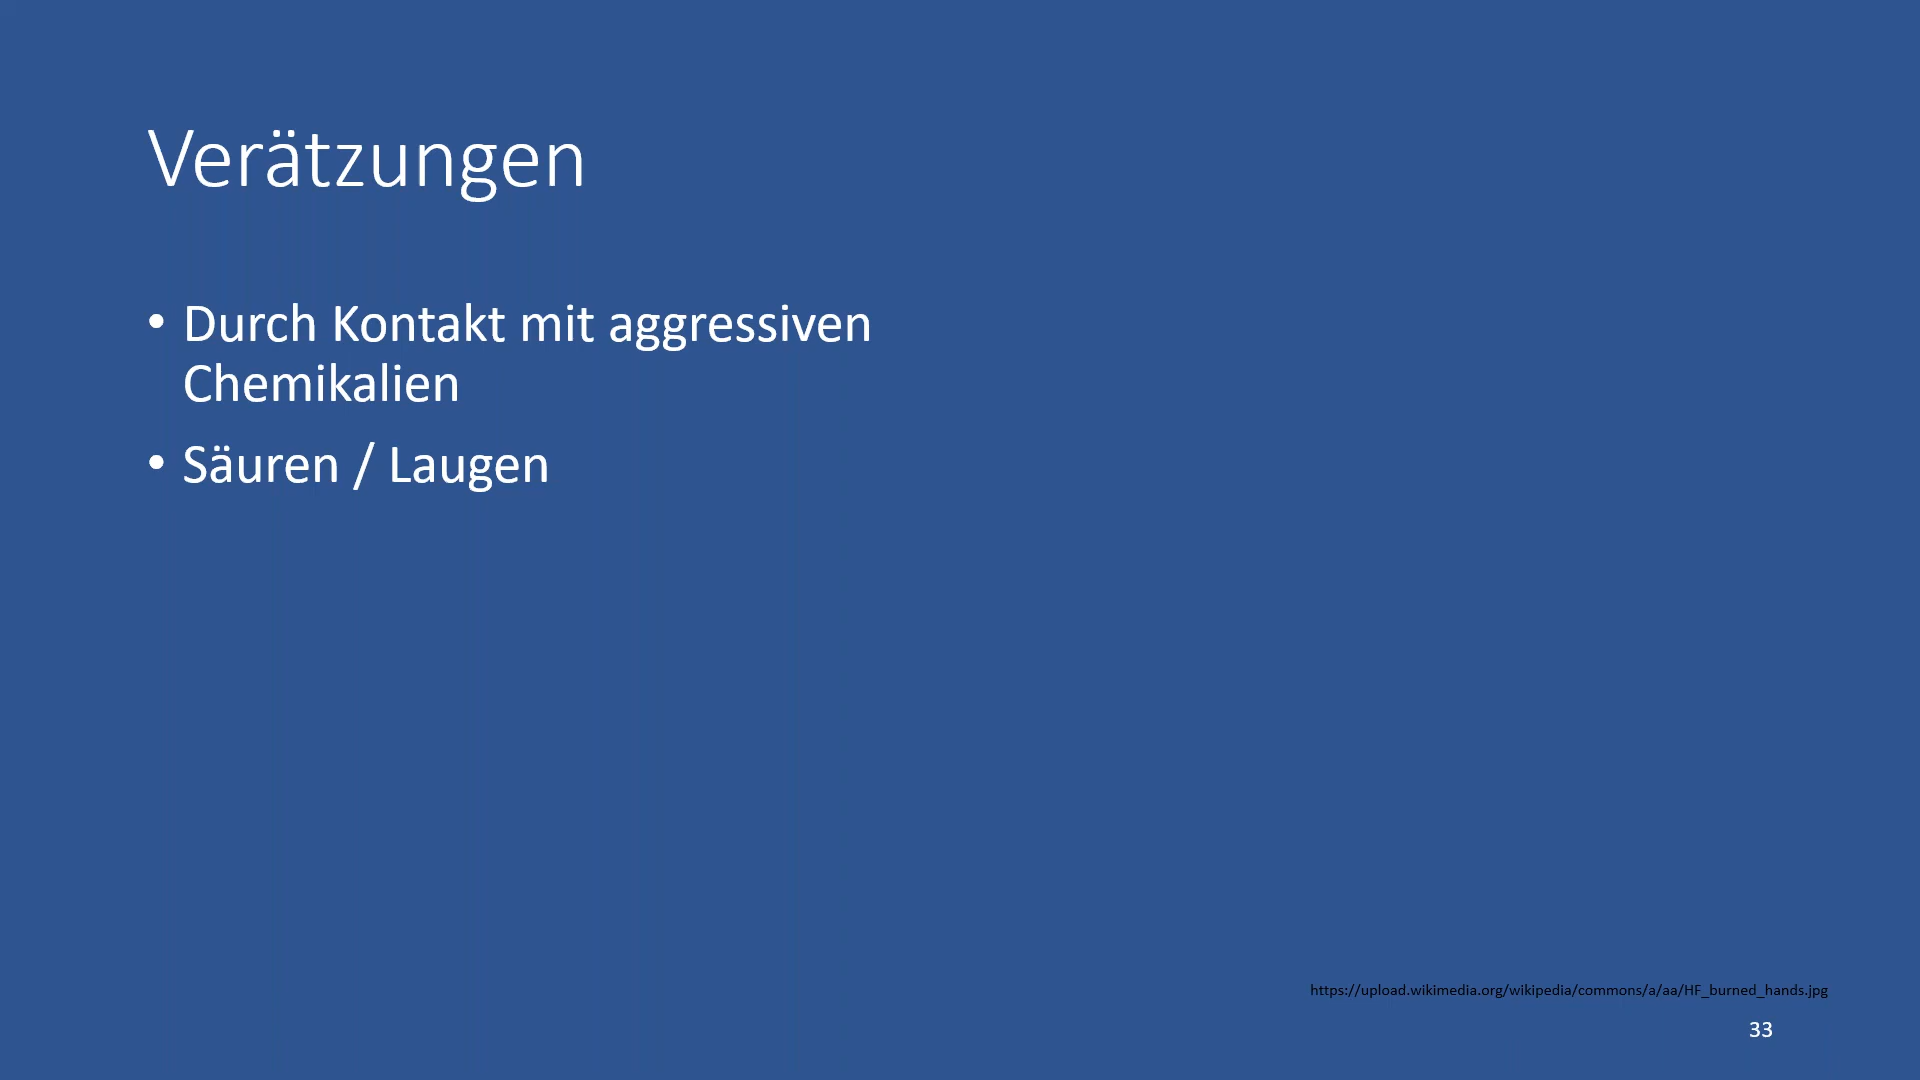 Verätzungen
• Durch Kontakt mit aggressiven
Chemikalien
• Säuren / Laugen
https://upload.wikimedia.org/wikipedia/commons/a/aa/HF_burned_hands.jpg
33